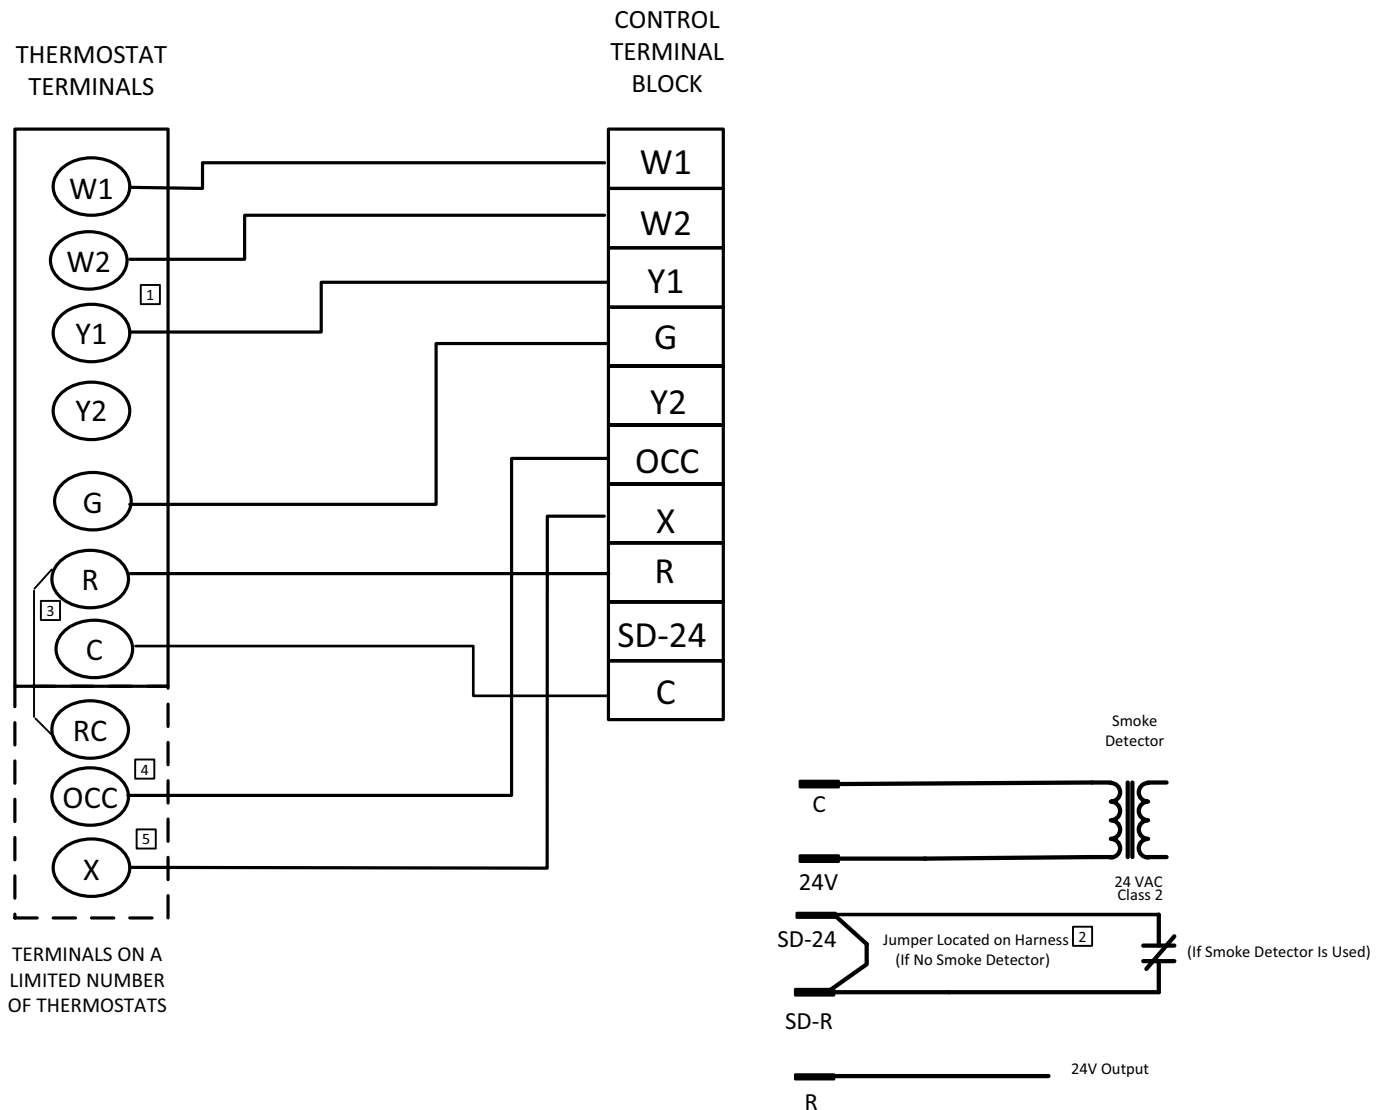 THERMOSTAT
TERMINALS
CONTROL
TERMINAL
BLOCK
W1
W2
1
Y1
Y2
G
R
3
C
RC
4
OCC
5
X
TERMINALS ON A
LIMITED NUMBER
OF THERMOSTATS
W1
W2
Y1
G
Y2
OCC
X
R
SD-24
C
Smoke
Detector
C
24V
24 VAC
Class 2
SD-24
Jumper Located on Harness 2
(If No Smoke Detector)
(If Smoke Detector Is Used)
SD-R
24V Output
R